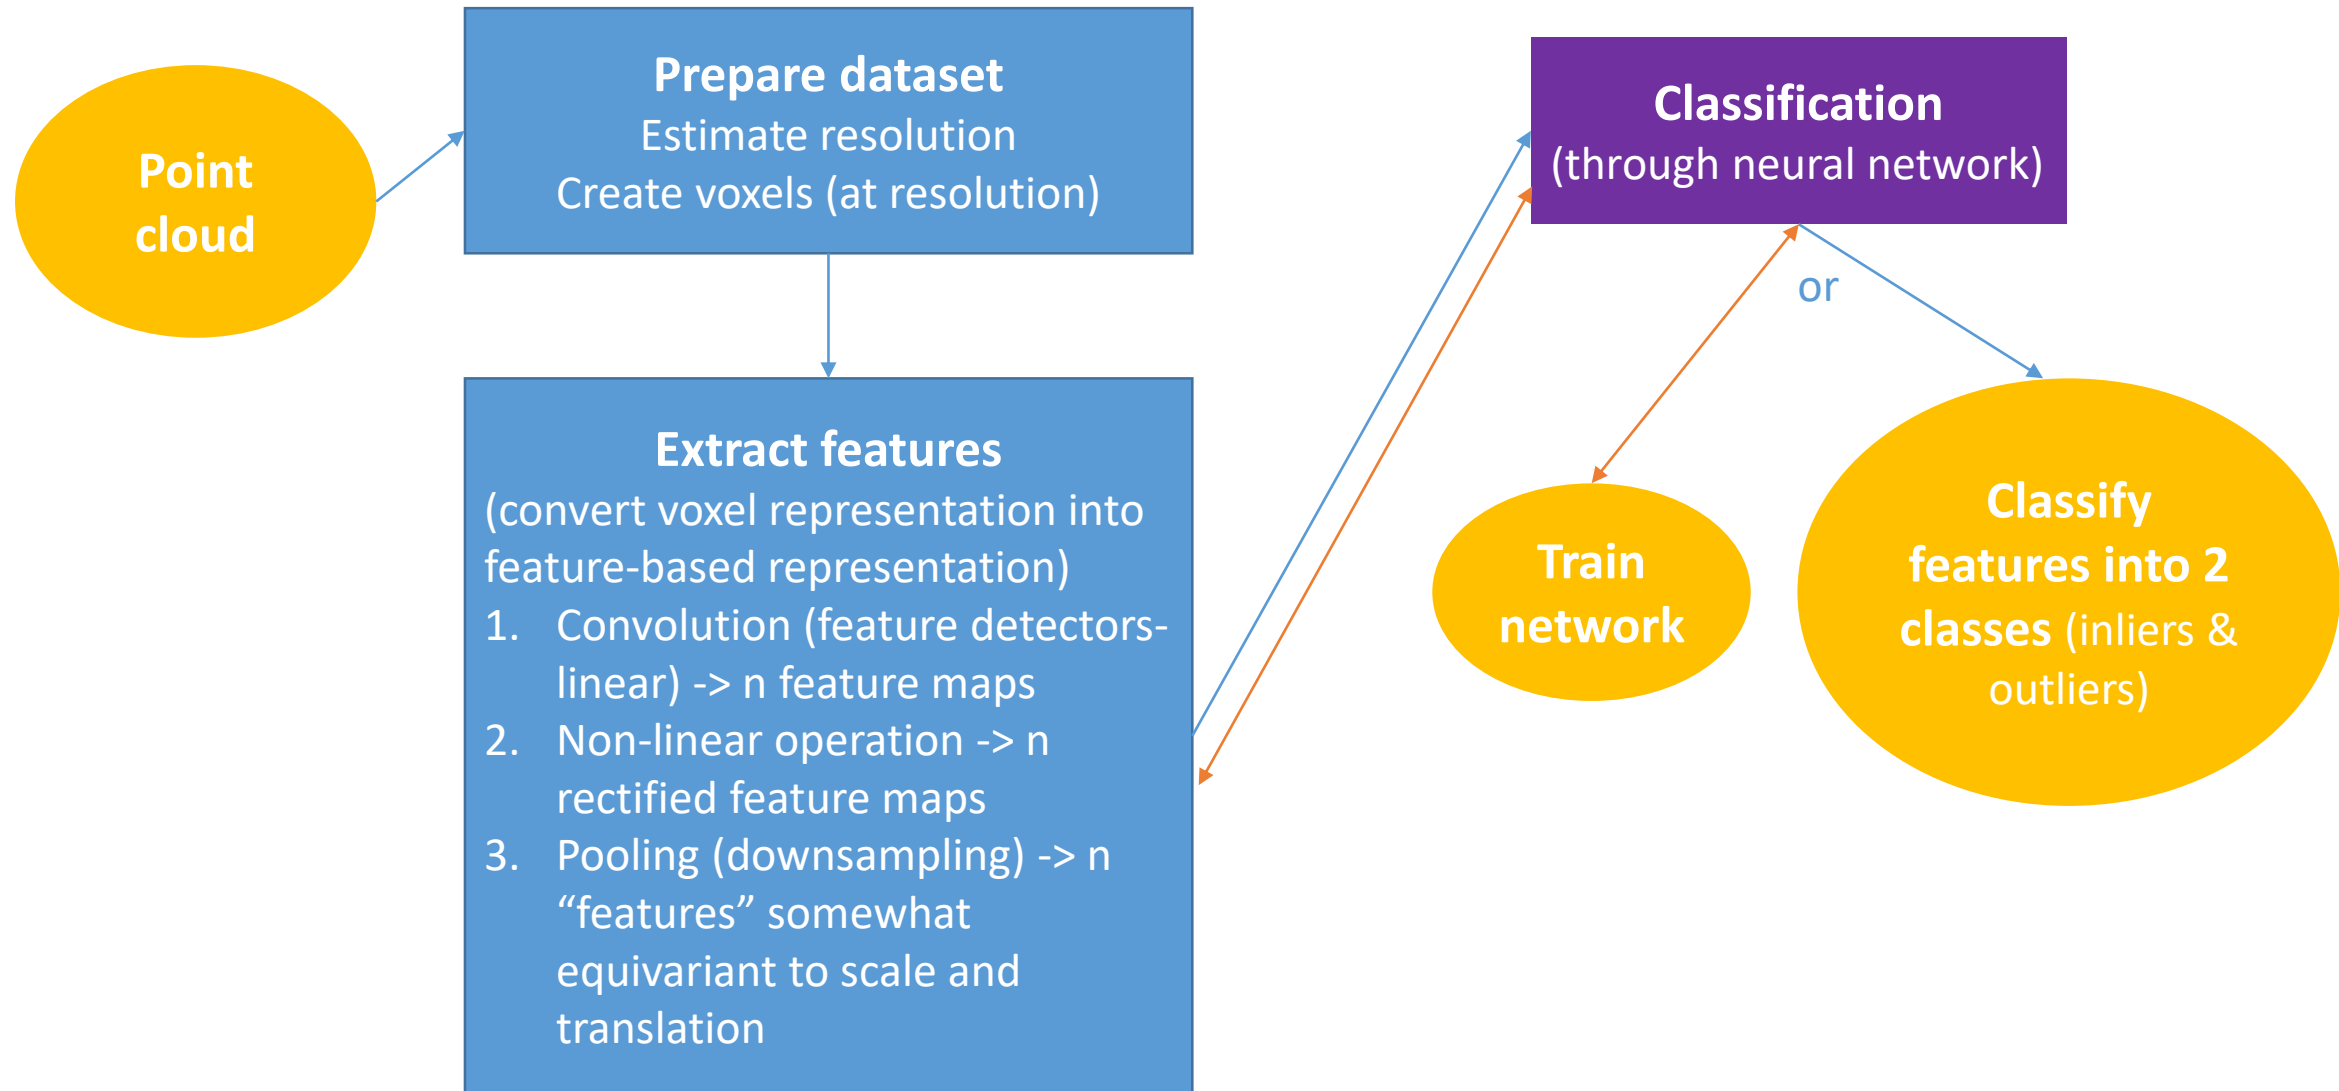 Point
cloud
Prepare dataset
Estimate resolution
Create voxels (at resolution)
Extract features
(convert voxel representation into
feature-based representation)
1. Convolution (feature detectors-
linear) -> n feature maps
2. Non-linear operation -> n
rectified feature maps
3. Pooling (downsampling) -> n
“features” somewhat
equivariant to scale and
translation
Classification
(through neural network)
or
Train
network
Classify
features into 2
classes (inliers &
outliers)